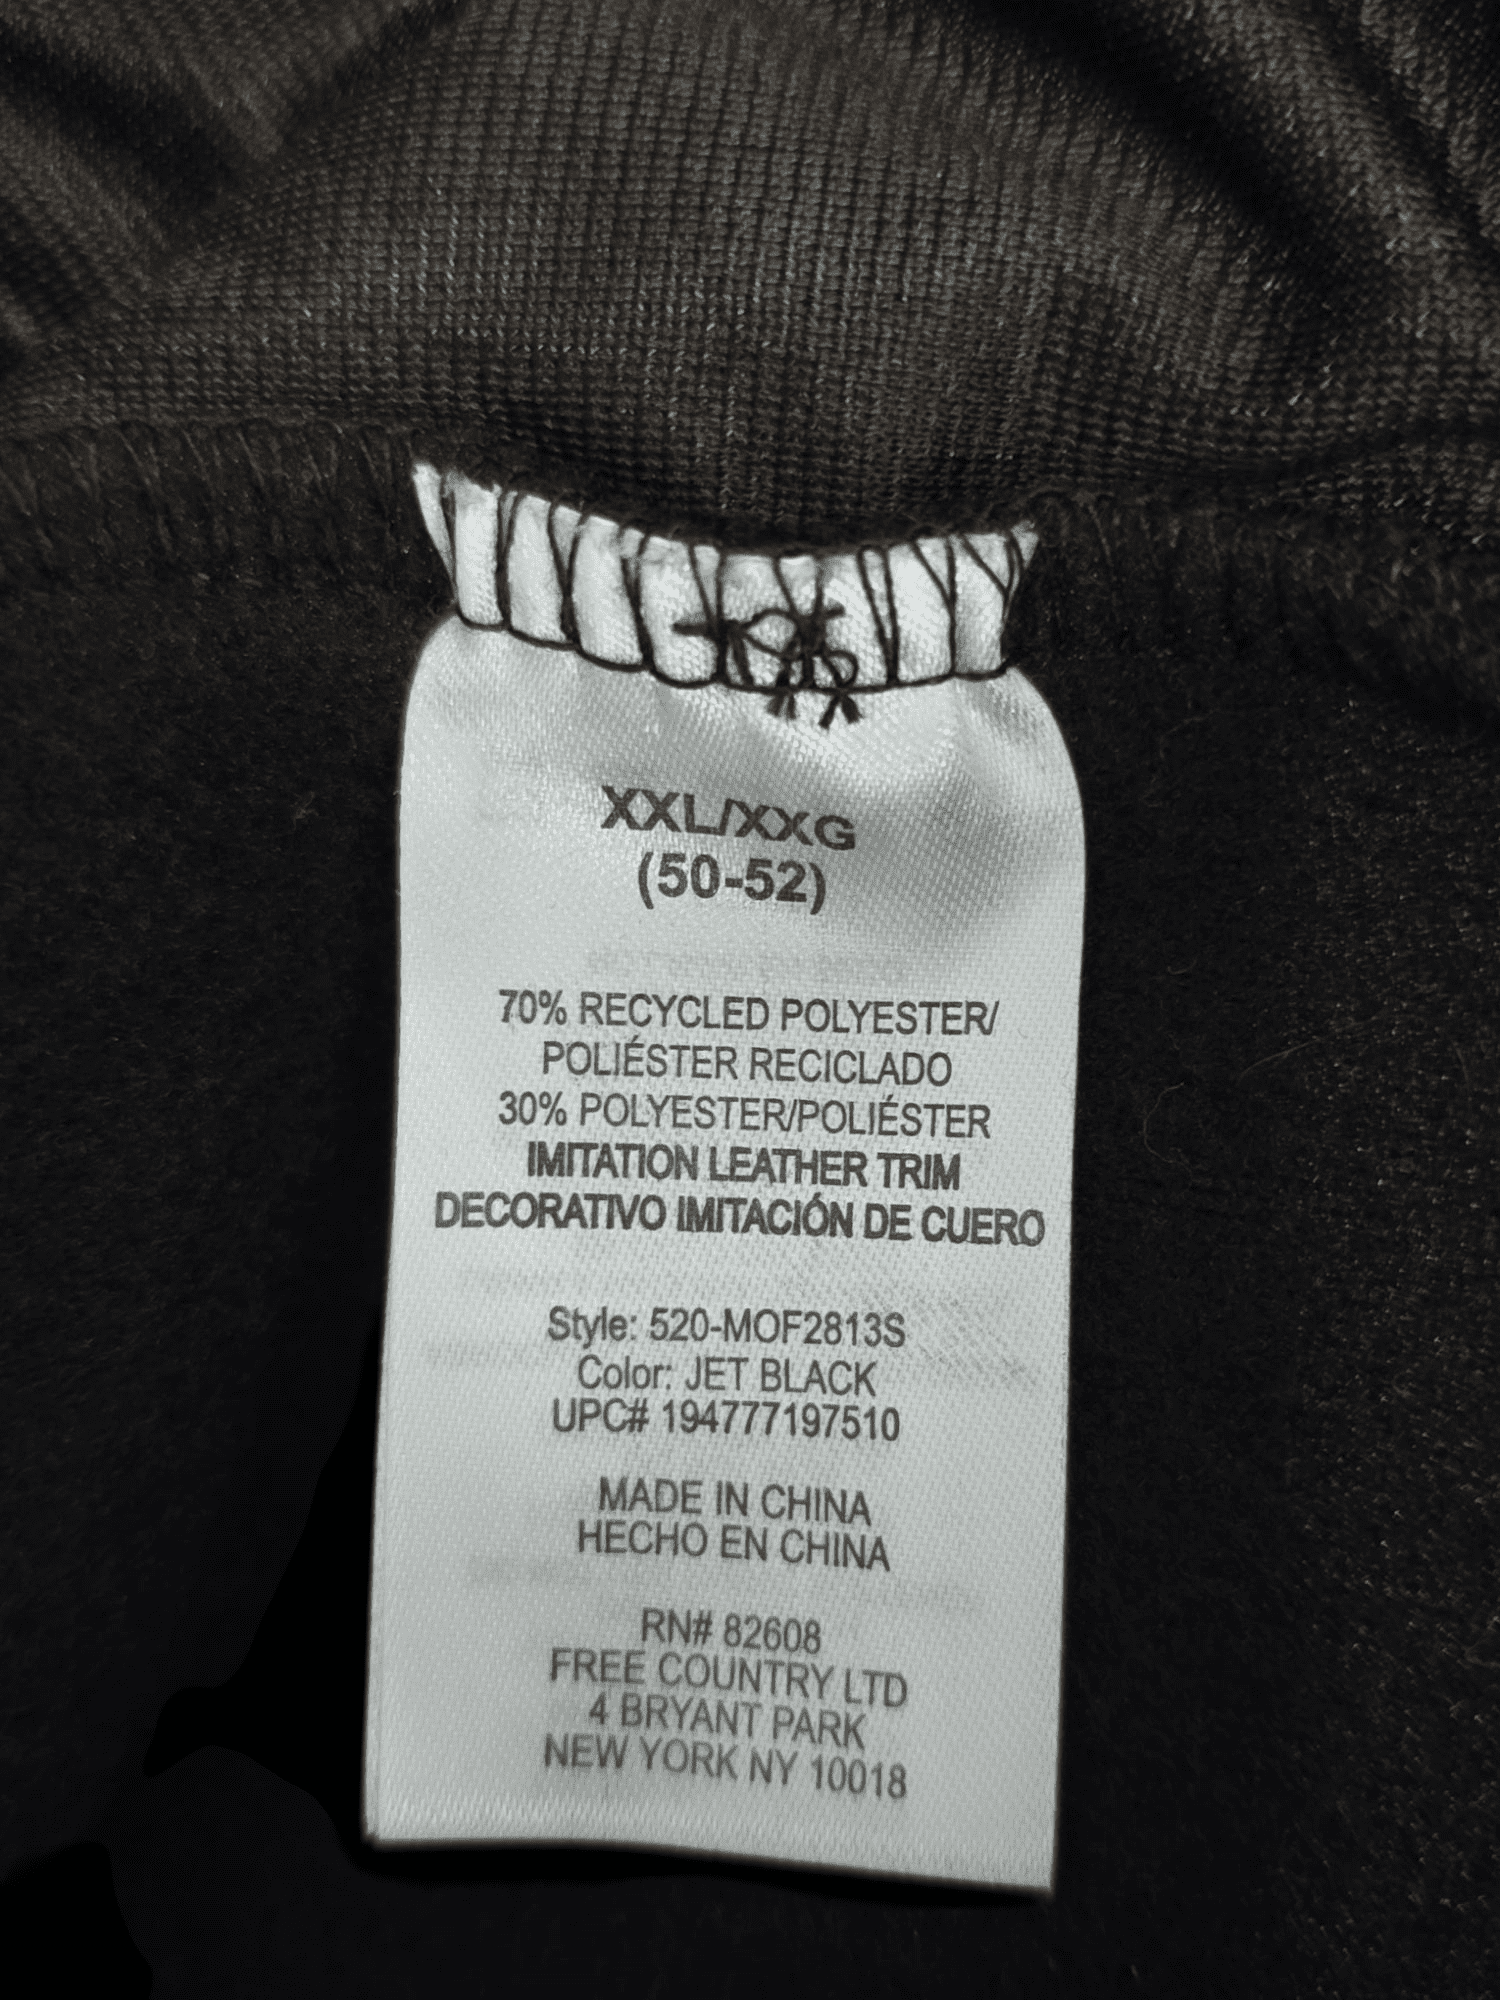 XXL/XXG
(50-52)
70% RECYCLED POLYESTER/
POLIÉSTER RECICLADO
30% POLYESTER/POLIÉSTER
IMITATION LEATHER TRIM
DECORATIVO IMITACIÓN DE CUERO
Style: 520-MOF2813S
Color: JET BLACK
UPC# 194777197510
MADE IN CHINA
HECHO EN CHINA
RN# 82608
FREE COUNTRY LTD
4 BRYANT PARK
NEW YORK NY 10018